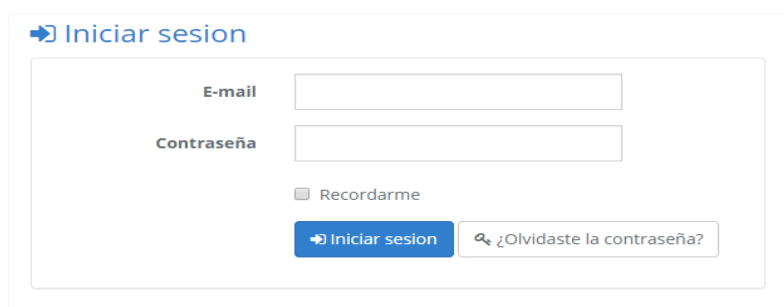 Iniciar sesion
E-mail
Contraseña
Recordarme
Iniciar sesion ¿Olvidaste la contraseña?